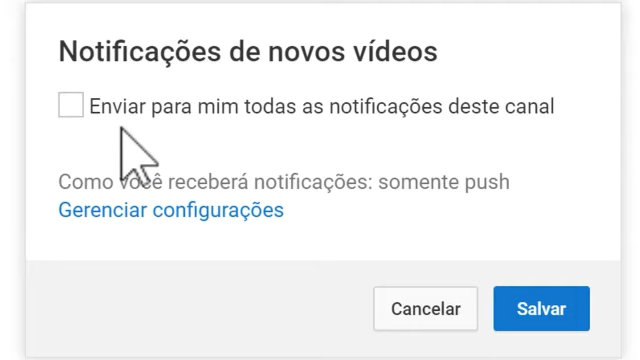 Notificações de novos vídeos
Enviar para mim todas as notificações deste canal
Como você receberá notificações: somente push
Gerenciar configurações
Cancelar
Salvar